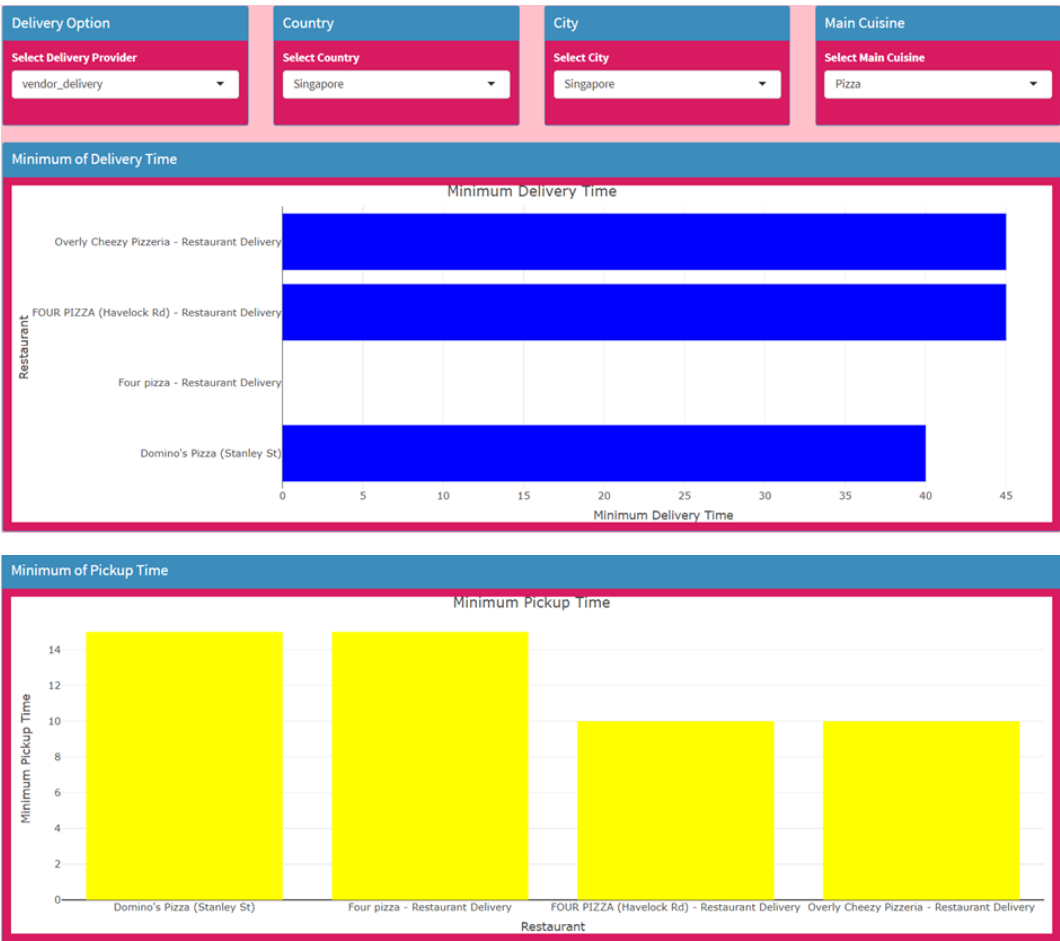 Delivery Option
Country
City
Main Cuisine
Select Delivery Provider
Select Country
Select City
Select Main Cuisine
vendor_delivery
Singapore
Singapore
Pizza
Minimum of Delivery Time
Minimum Delivery Time
Overly Cheezy Pizzeria - Restaurant Delivery
FOUR PIZZA (Havelock Rd) - Restaurant Delivery
Restaurant
Four pizza - Restaurant Delivery
Domino's Pizza (Stanley St)
0 5 10 15 20 25 30 35 40 45
Minimum Delivery Time
Minimum of Pickup Time
Minimum Pickup Time
14
12
10
8
6
4
2
0
Minimum Pickup Time
Domino's Pizza (Stanley St)
Four pizza - Restaurant Delivery
FOUR PIZZA (Havelock Rd) - Restaurant Delivery
Overly Cheezy Pizzeria - Restaurant Delivery
Restaurant